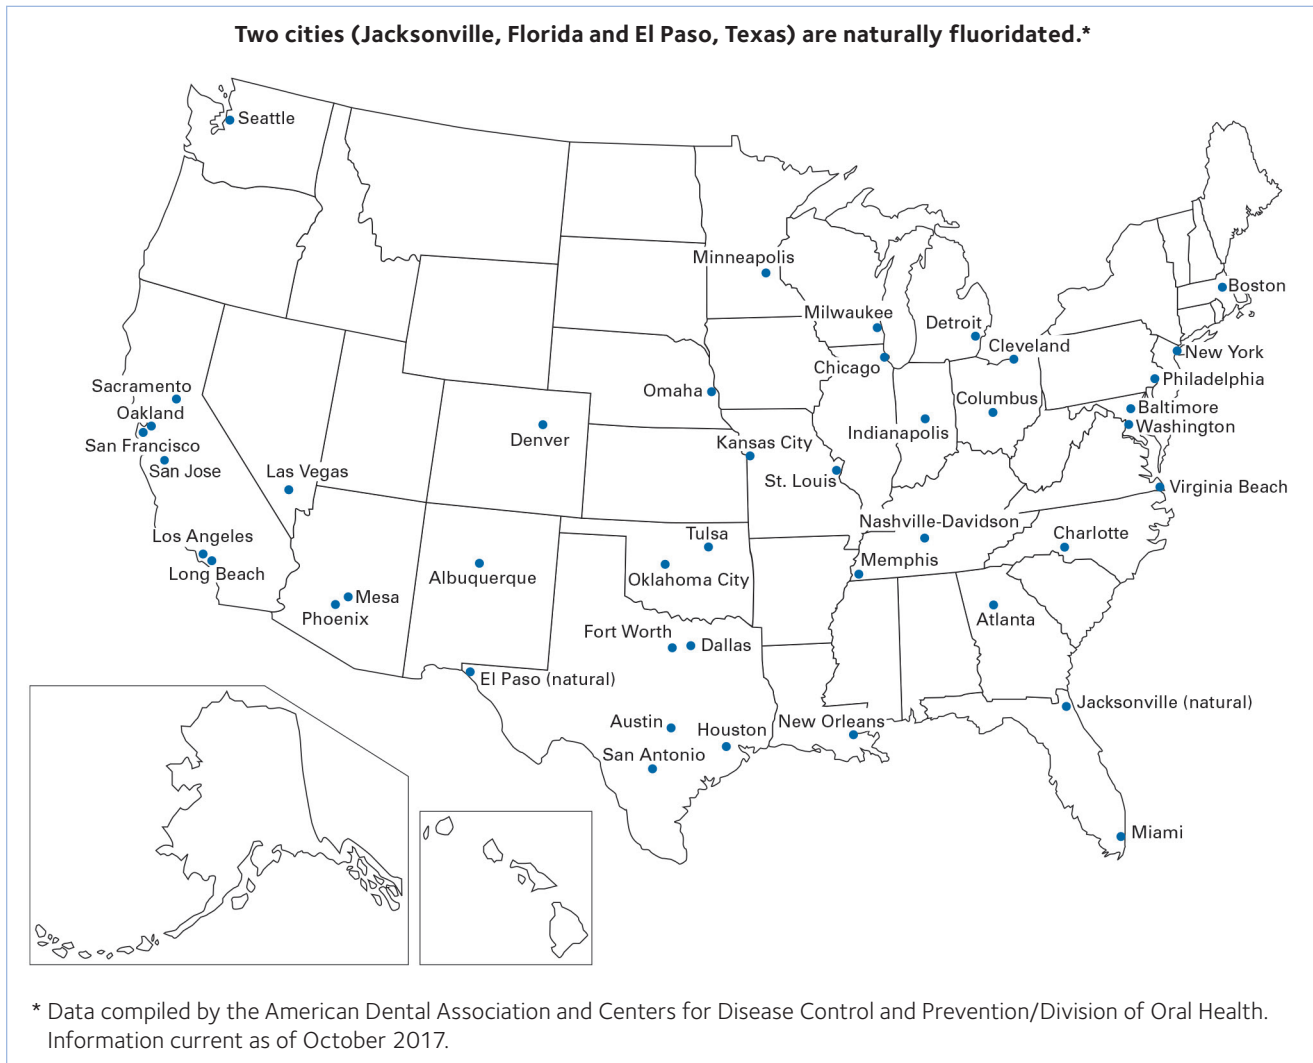 Two cities (Jacksonville, Florida and El Paso, Texas) are naturally fluoridated.*
Seattle
Minneapolis
Boston
Milwaukee
Detroit
Cleveland
New York
Chicago
Philadelphia
Sacramento
Omaha
Columbus
Baltimore
Oakland
Washington
Denver
Indianapolis
San Francisco
Kansas City
San Jose
Las Vegas
St. Louis
Virginia Beach
Nashville-Davidson
Los Angeles
Tulsa
Charlotte
Memphis
Long Beach
Albuquerque
Oklahoma City
Mesa
Phoenix
Atlanta
Fort Worth
Dallas
El Paso (natural)
Jacksonville (natural)
Austin
Houston
New Orleans
San Antonio
Miami
* Data compiled by the American Dental Association and Centers for Disease Control and Prevention/Division of Oral Health.
Information current as of October 2017.